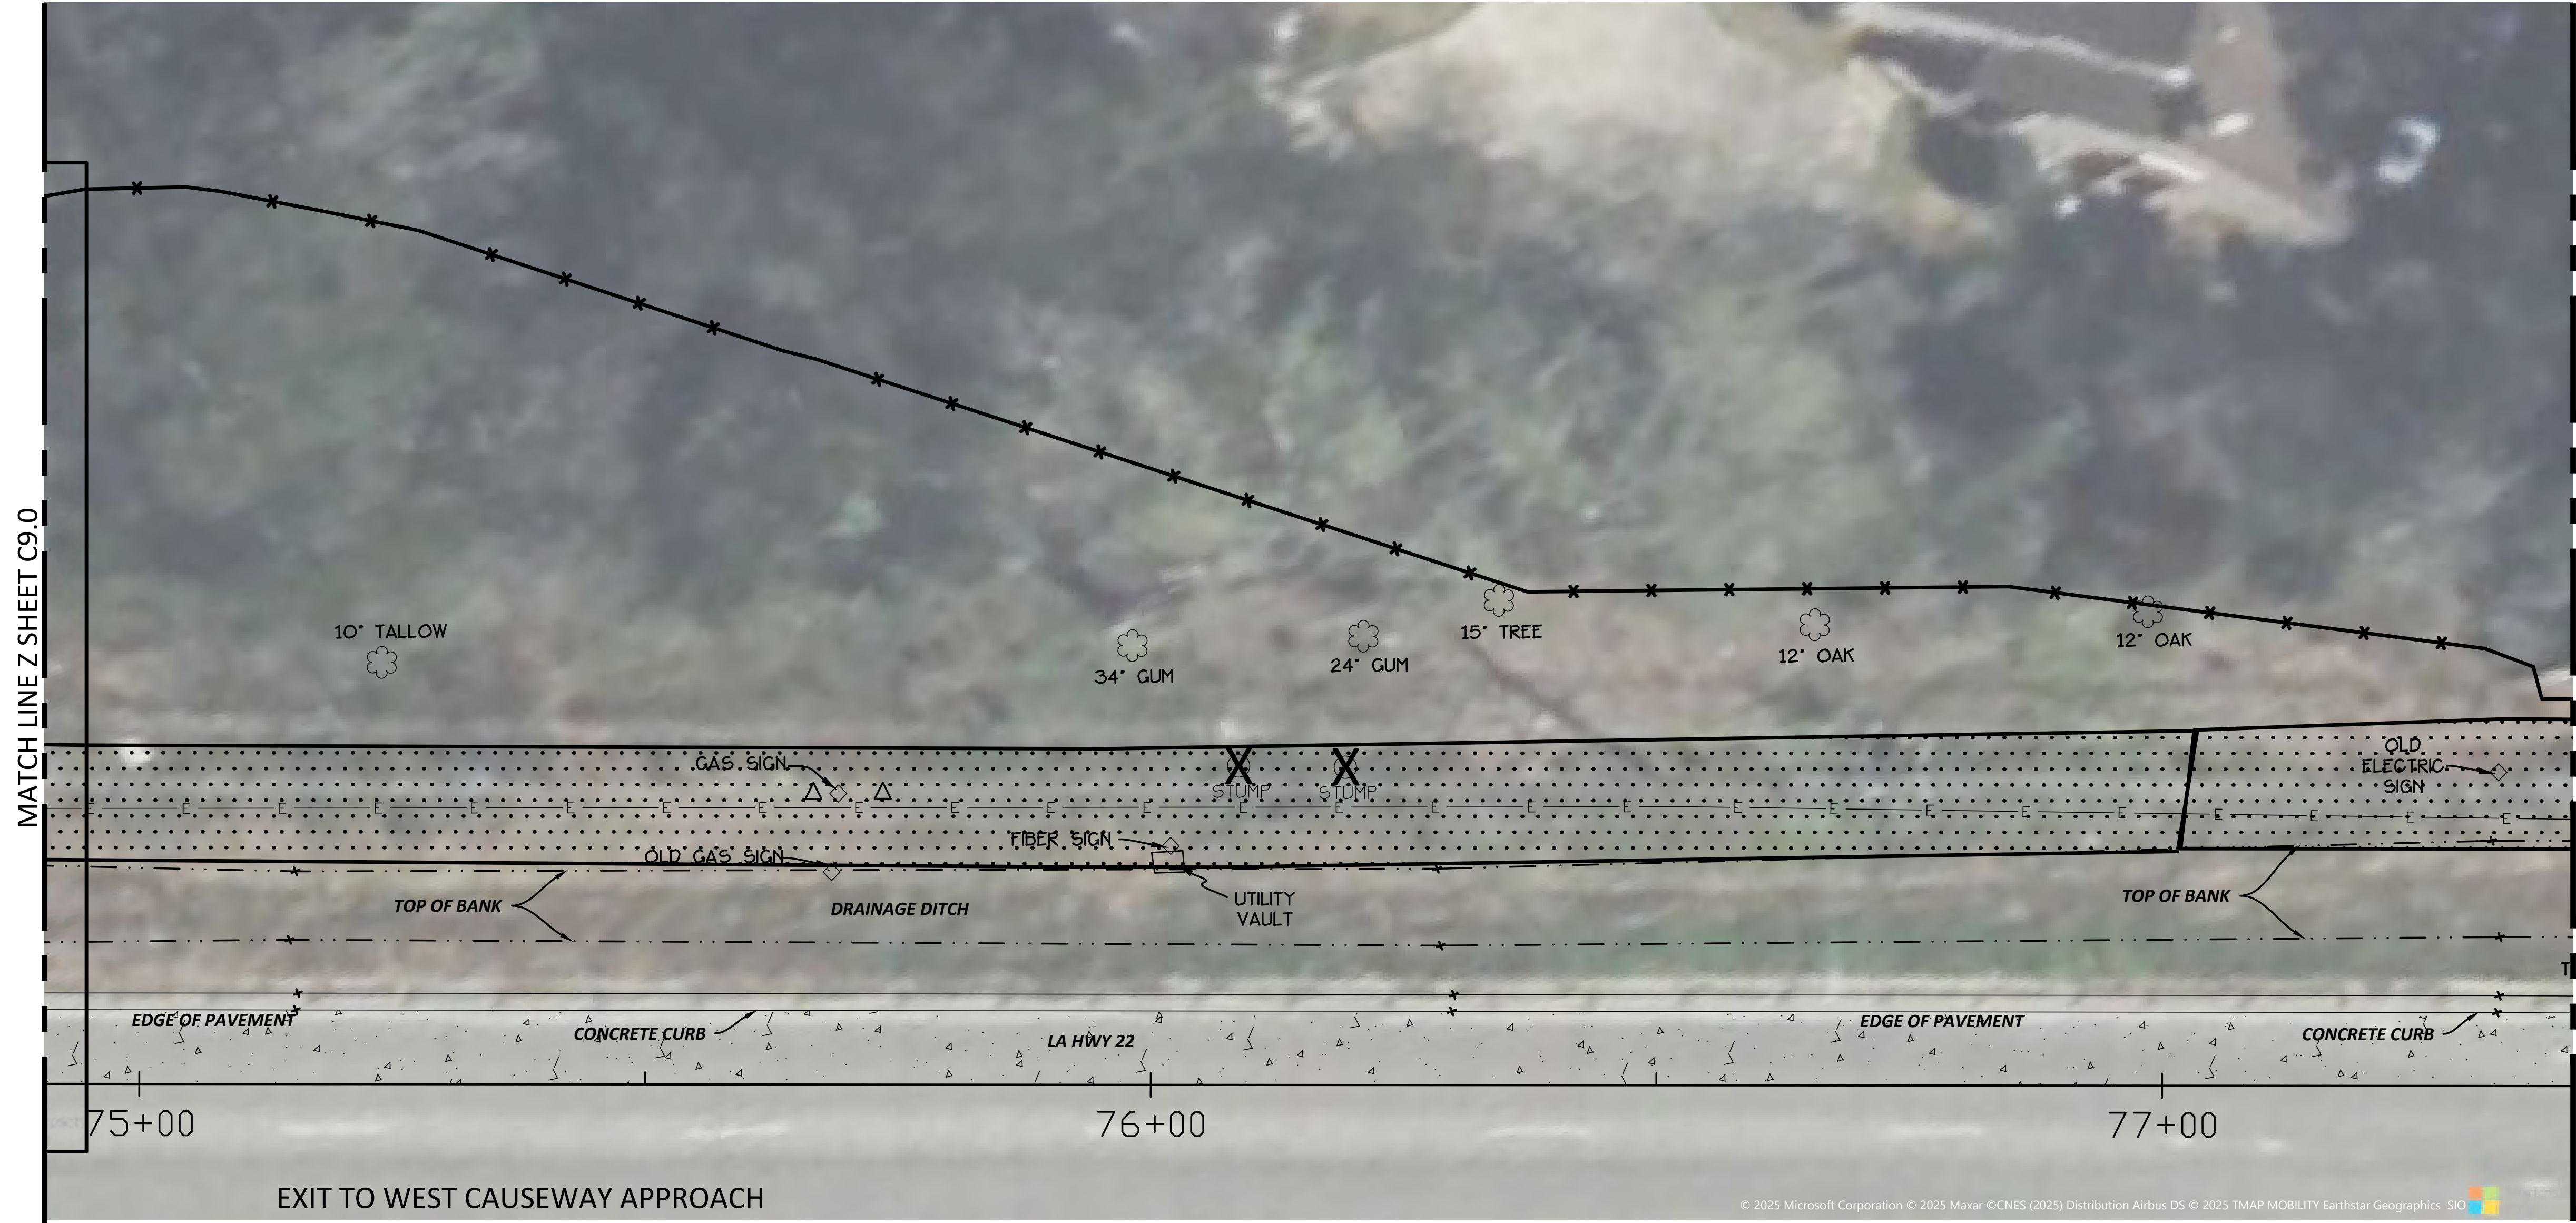 MATCH LINE Z SHEET C9.0
10" TALLOW
34" GUM
24" GUM
15" TREE
12" OAK
12" OAK
GAS SIGN
STUMP
STUMP
OLD
ELECTRIC
SIGN
E E E E E E E E E E E E E E E E E E E E E E E E E E
FIBER SIGN
OLD GAS SIGN
UTILITY
VAULT
TOP OF BANK
DRAINAGE DITCH
TOP OF BANK
T
EDGE OF PAVEMENT
CONCRETE CURB
LA HWY 22
EDGE OF PAVEMENT
CONCRETE CURB
75+00
76+00
77+00
EXIT TO WEST CAUSEWAY APPROACH
© 2025 Microsoft Corporation © 2025 Maxar ©CNES (2025) Distribution Airbus DS © 2025 TMAP MOBILITY Earthstar Geographics SIO